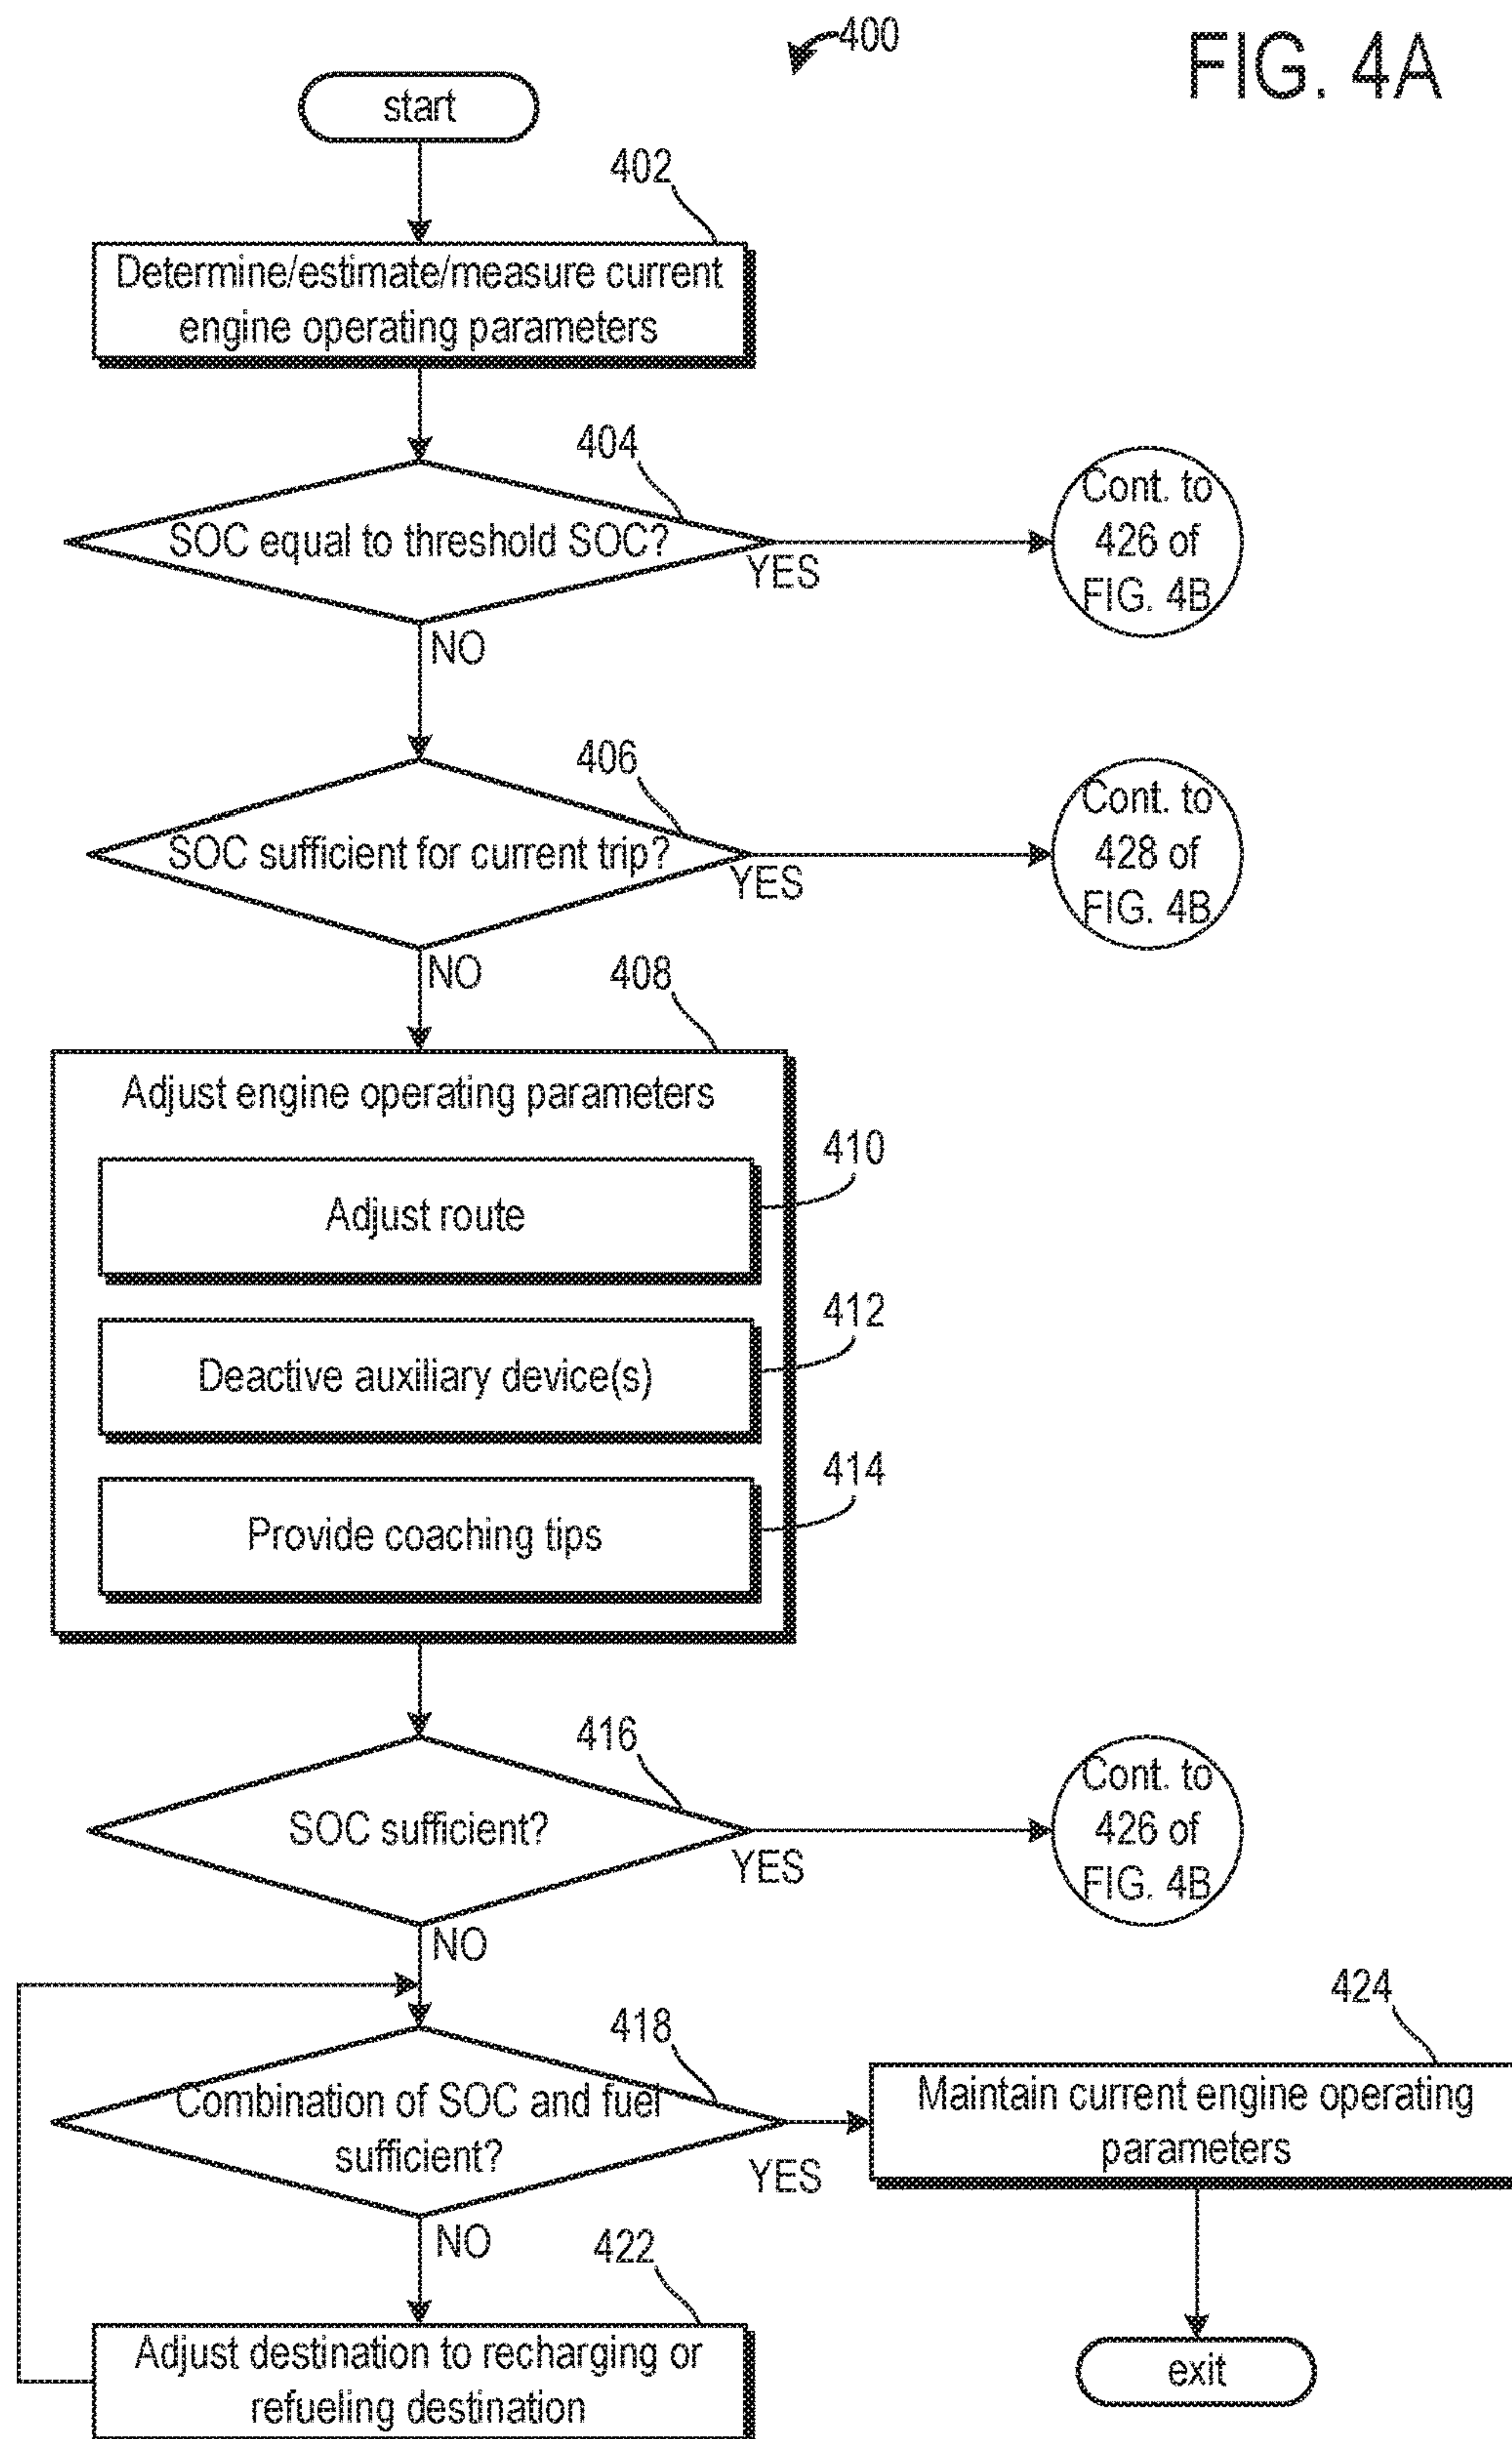 400
FIG. 4A
start
402
Determine/estimate/measure current
engine operating parameters
404
SOC equal to threshold SOC?
YES
Cont. to
426 of
FIG. 4B
NO
406
SOC sufficient for current trip?
YES
Cont. to
428 of
FIG. 4B
NO
408
Adjust engine operating parameters
410
Adjust route
412
Deactive auxiliary device(s)
414
Provide coaching tips
416
SOC sufficient?
YES
Cont. to
426 of
FIG. 4B
NO
418
Combination of SOC and fuel
sufficient?
YES
424
Maintain current engine operating
parameters
NO
422
Adjust destination to recharging or
refueling destination
exit